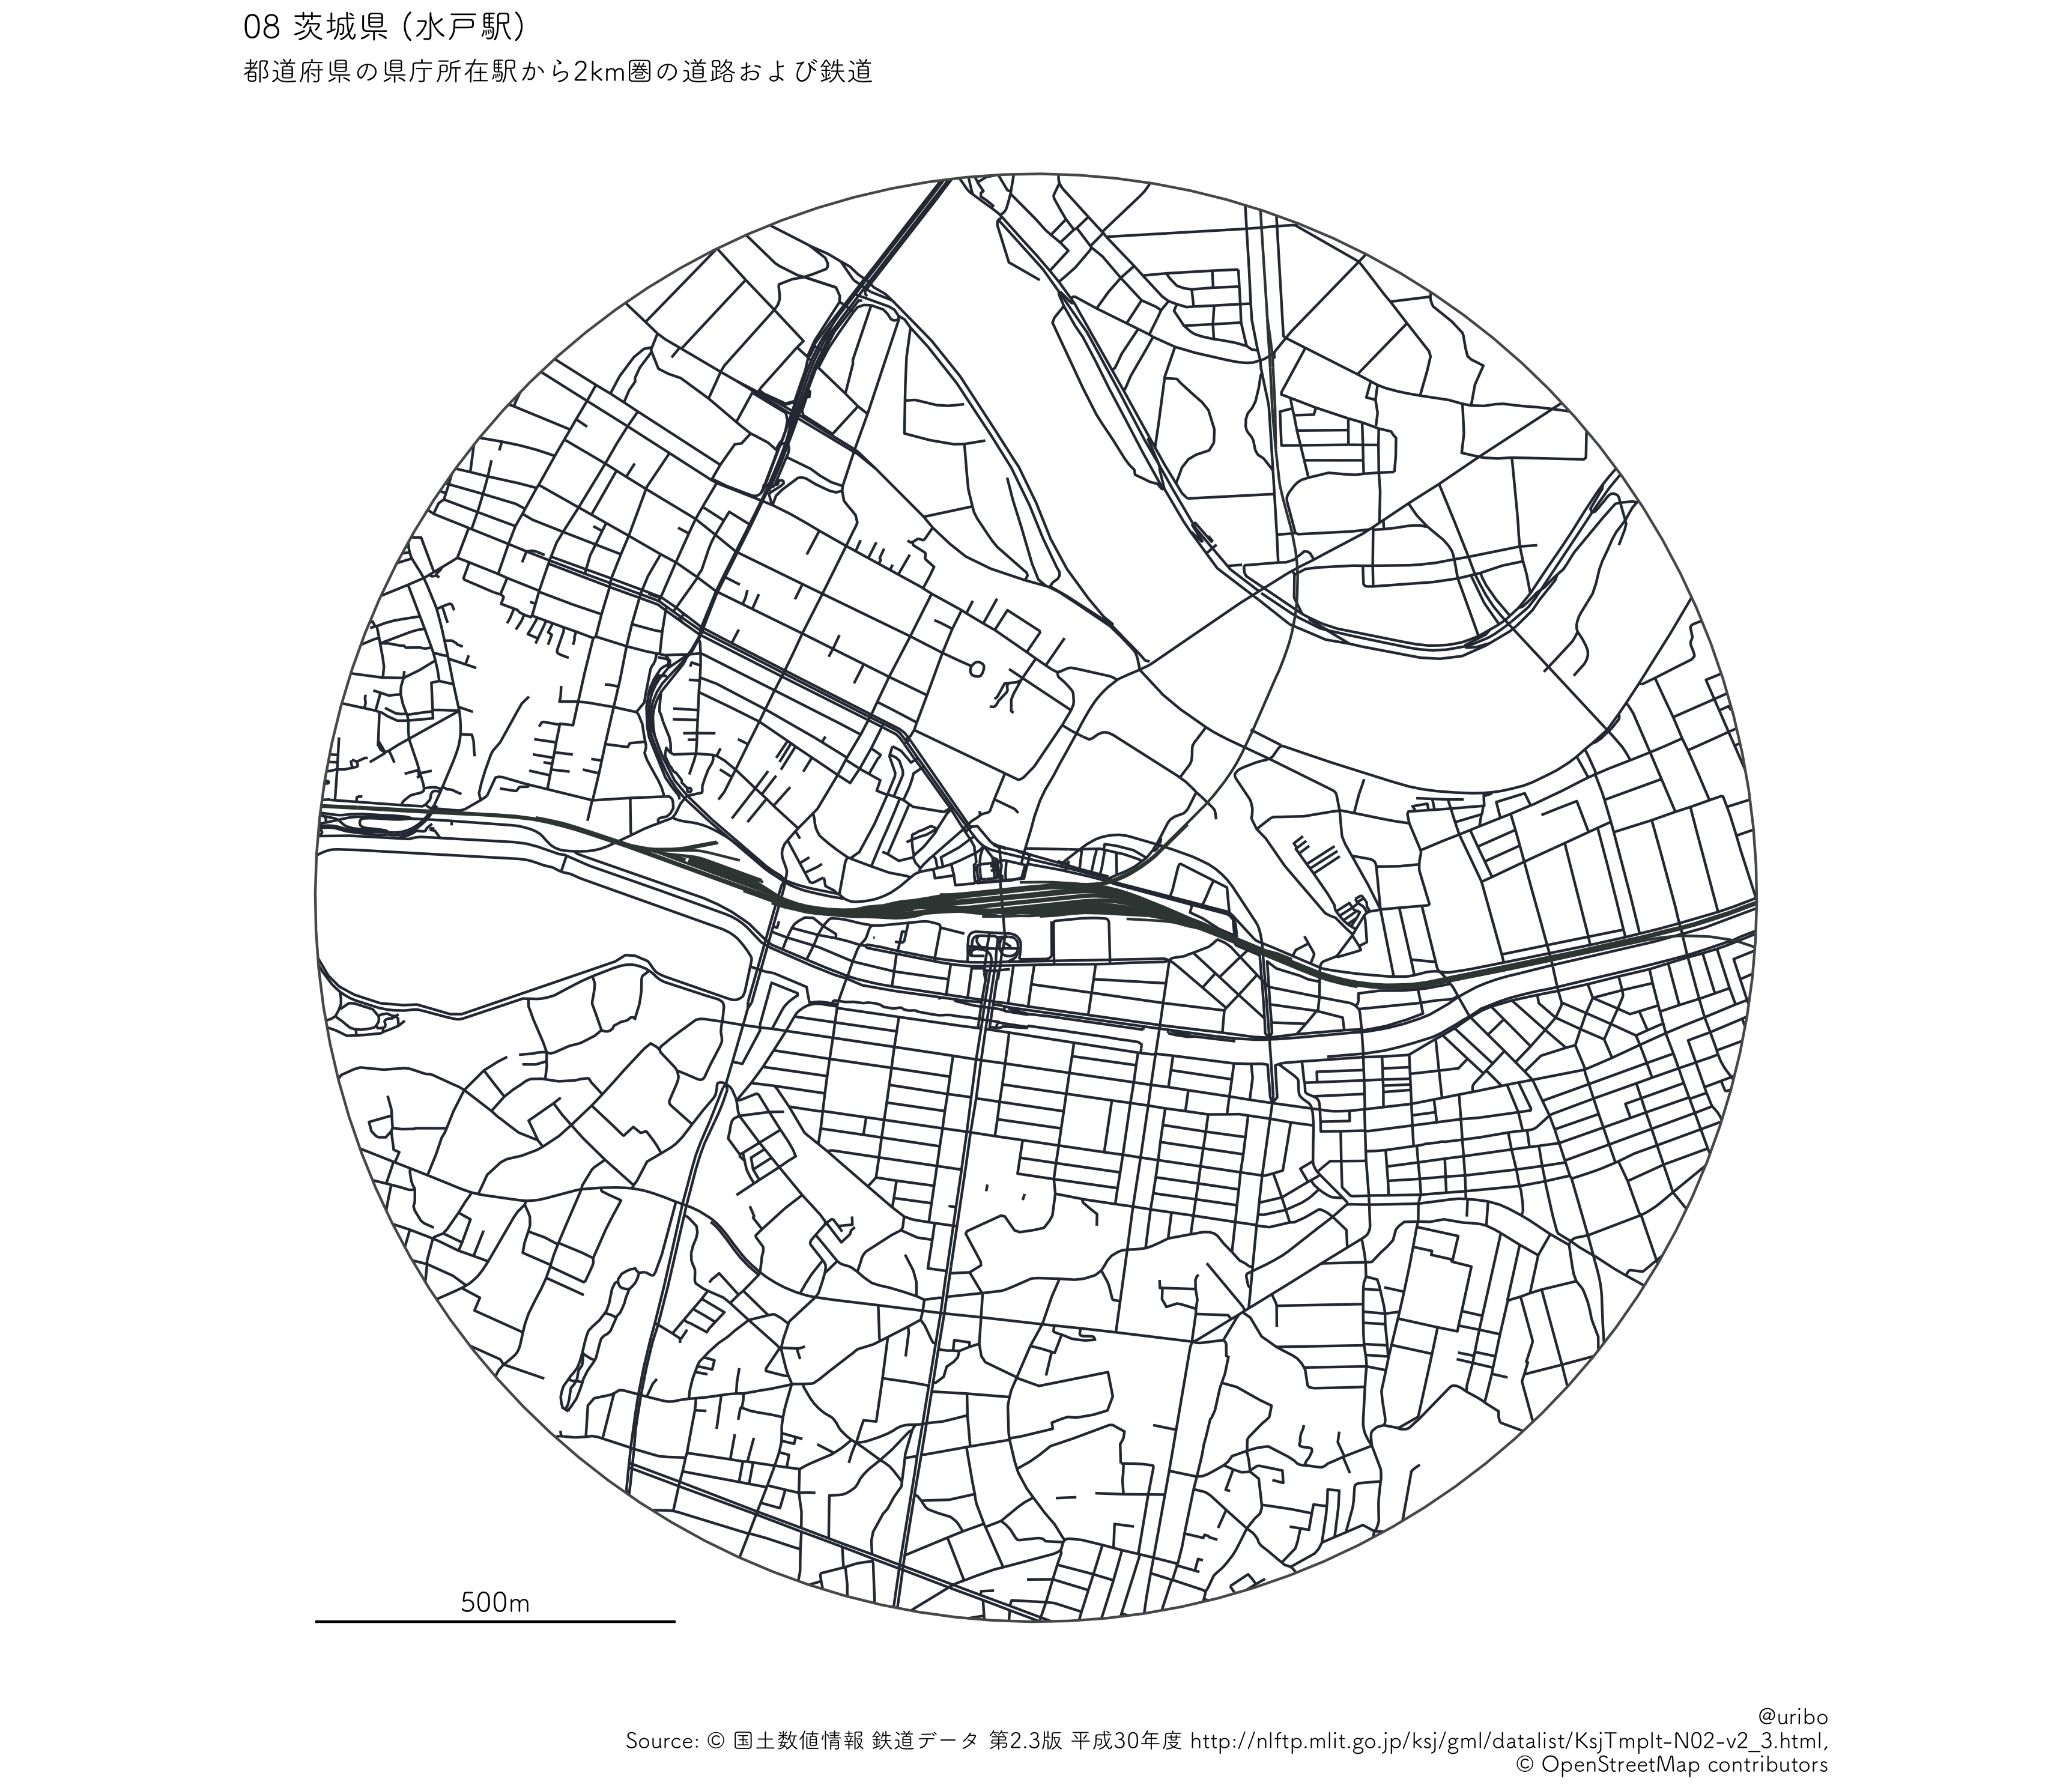 08 茨城県 (水戸駅)
都道府県の県庁所在駅から2km圏の道路および鉄道
500m
@uribo
Source: © 国土数値情報 鉄道データ 第2.3版 平成30年度 http://nlftp.mlit.go.jp/ksj/gml/datalist/KsjTmplt-N02-v2_3.html,
© OpenStreetMap contributors